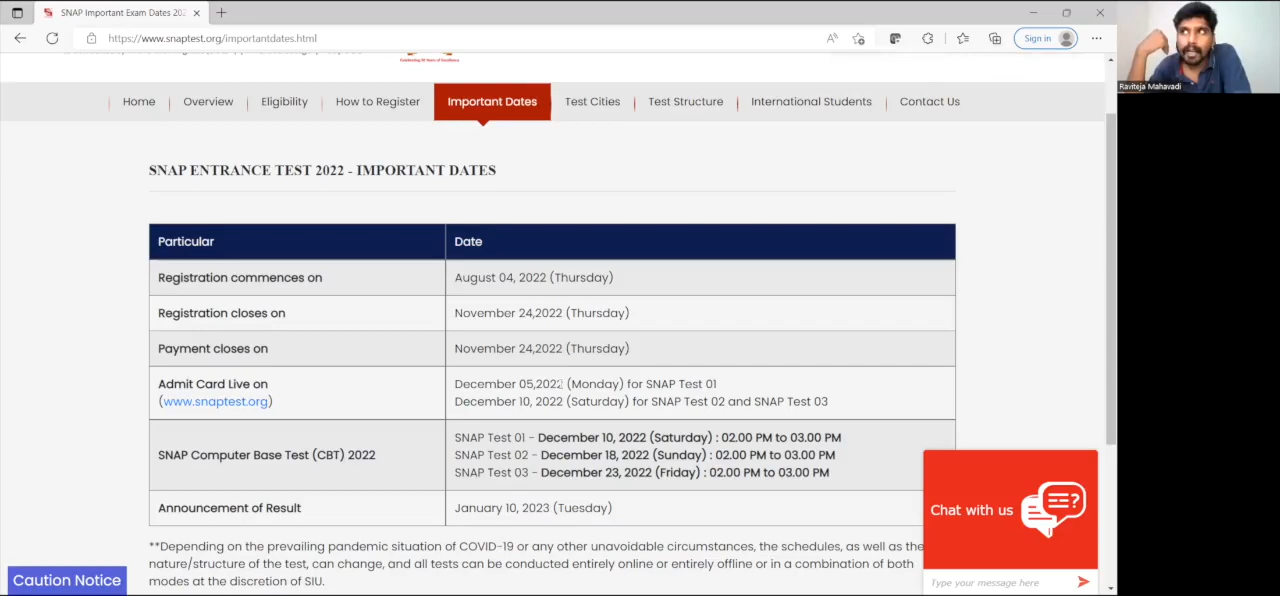 SNAP Important Exam Dates 202
https://www.snaptest.org/importantdates.html
Sign in
Raviteja Mahavadi
Celebrating 50 Years of Excellence
Home
Overview
Eligibility
How to Register
Important Dates
Test Cities
Test Structure
International Students
Contact Us
SNAP ENTRANCE TEST 2022 - IMPORTANT DATES
Particular
Date
Registration commences on
August 04, 2022 (Thursday)
Registration closes on
November 24,2022 (Thursday)
Payment closes on
November 24,2022 (Thursday)
Admit Card Live on
(www.snaptest.org)
December 05,2022 (Monday) for SNAP Test 01
December 10, 2022 (Saturday) for SNAP Test 02 and SNAP Test 03
SNAP Computer Base Test (CBT) 2022
SNAP Test 01 - December 10, 2022 (Saturday) : 02.00 PM to 03.00 PM
SNAP Test 02 - December 18, 2022 (Sunday) : 02.00 PM to 03.00 PM
SNAP Test 03 - December 23, 2022 (Friday) : 02.00 PM to 03.00 PM
Announcement of Result
January 10, 2023 (Tuesday)
Chat with us
Type your message here
**Depending on the prevailing pandemic situation of COVID-19 or any other unavoidable circumstances, the schedules, as well as the
nature/structure of the test, can change, and all tests can be conducted entirely online or entirely offline or in a combination of both
modes at the discretion of SIU.
Caution Notice